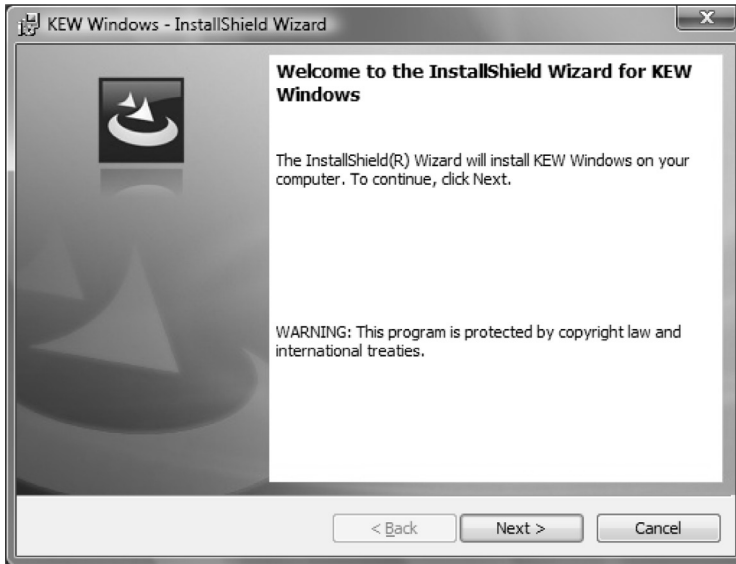 KEW Windows - InstallShield Wizard
Welcome to the InstallShield Wizard for KEW
Windows
The InstallShield(R) Wizard will install KEW Windows on your
computer. To continue, click Next.
WARNING: This program is protected by copyright law and
international treaties.
< Back
Next >
Cancel